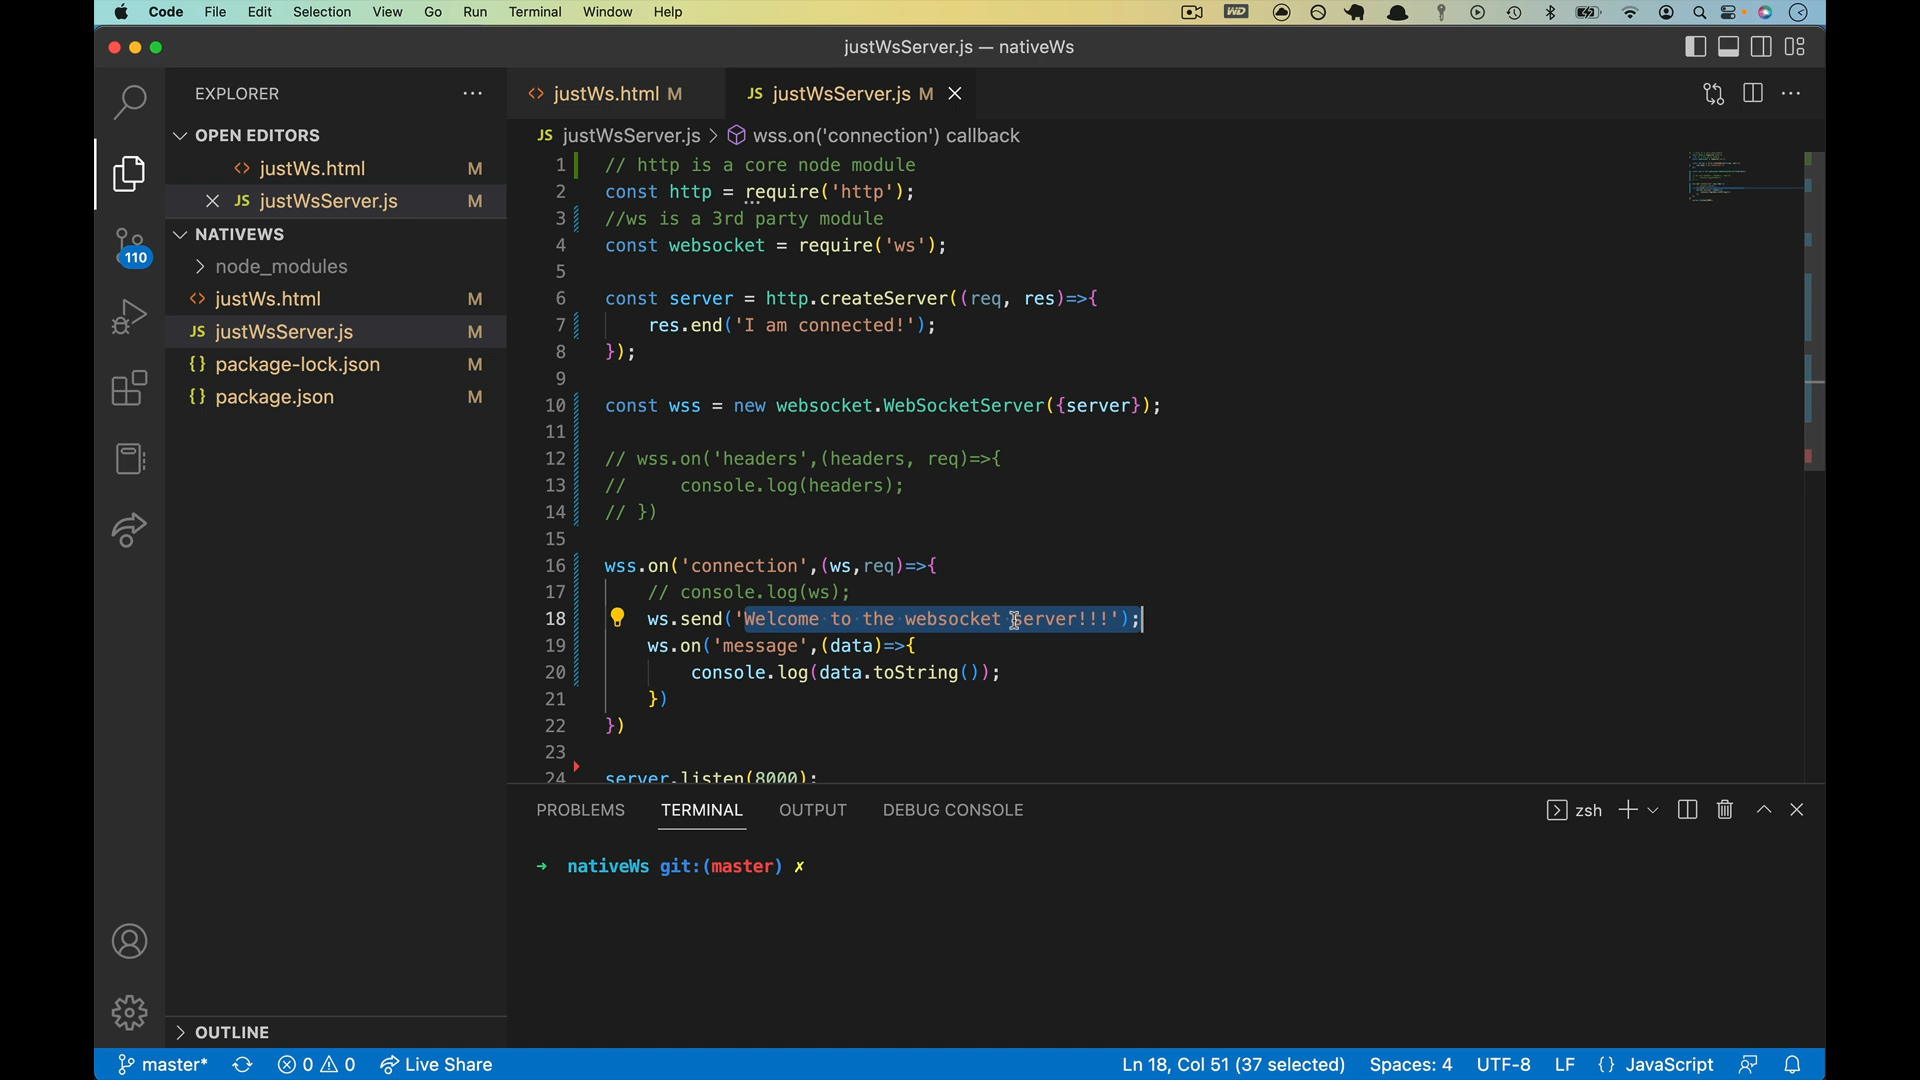 Code File Edit Selection View Go Run Terminal Window Help
WD
justWsServer.js — nativeWs
EXPLORER
OPEN EDITORS
justWs.html M
JS justWsServer.js M
NATIVEWS
node_modules
justWs.html M
JS justWsServer.js M
{} package-lock.json M
{} package.json M
OUTLINE
110
justWs.html M
JS justWsServer.js M
JS justWsServer.js > wss.on('connection') callback
1 // http is a core node module
2 const http = require('http');
3 //ws is a 3rd party module
4 const websocket = require('ws');
5
6 const server = http.createServer((req, res)=>{
7 res.end('I am connected!');
8 });
9
10 const wss = new websocket.WebSocketServer({server});
11
12 // wss.on('headers',(headers, req)=>{
13 // console.log(headers);
14 // })
15
16 wss.on('connection',(ws,req)=>{
17 // console.log(ws);
18 ws.send('Welcome to the websocket server!!!');
19 ws.on('message',(data)=>{
20 console.log(data.toString());
21 })
22 })
23
24 server.listen(8000);
PROBLEMS TERMINAL OUTPUT DEBUG CONSOLE
zsh
→ nativeWs git:(master) ✗
master* 0 0 Live Share
Ln 18, Col 51 (37 selected) Spaces: 4 UTF-8 LF {} JavaScript